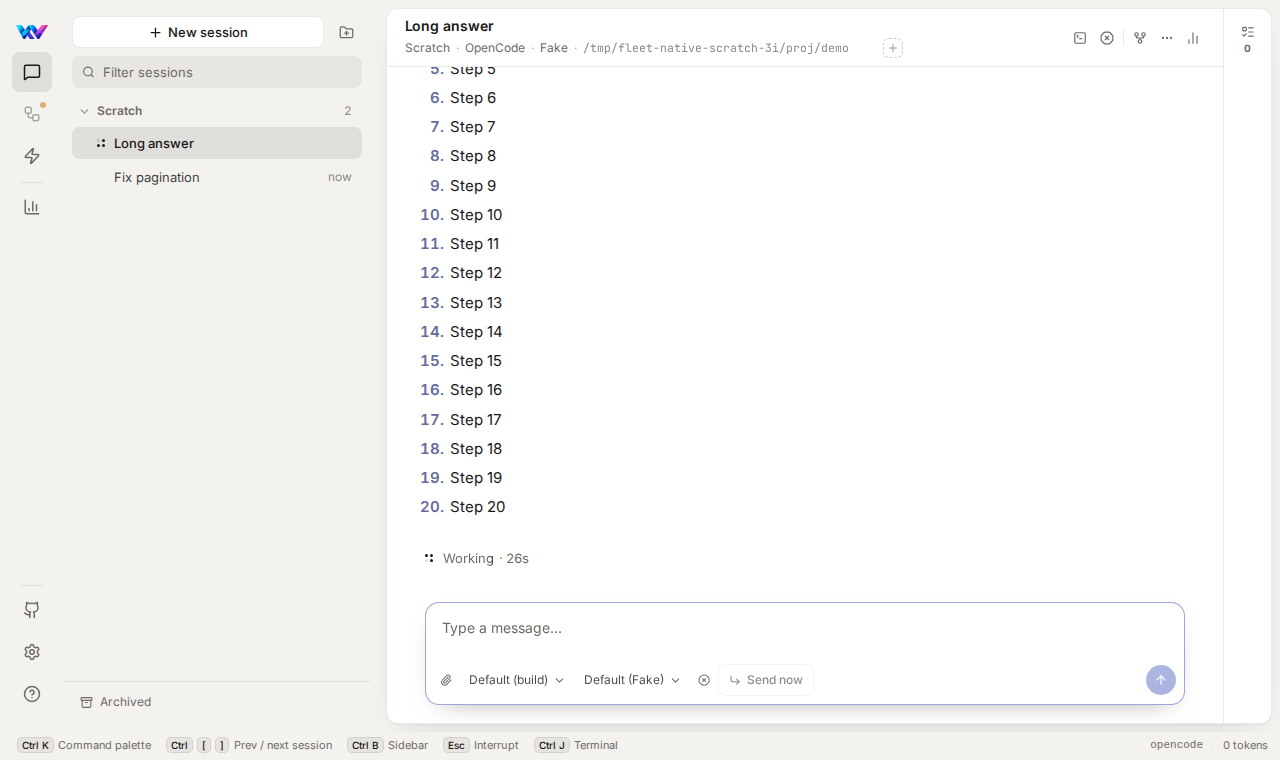 New session
Filter sessions
Scratch 2
Long answer
Fix pagination now
Archived
Long answer
Scratch · OpenCode · Fake · /tmp/fleet-native-scratch-3i/proj/demo
0
5. Step 5
6. Step 6
7. Step 7
8. Step 8
9. Step 9
10. Step 10
11. Step 11
12. Step 12
13. Step 13
14. Step 14
15. Step 15
16. Step 16
17. Step 17
18. Step 18
19. Step 19
20. Step 20
Working · 26s
Type a message...
Default (build) Default (Fake) Send now
Ctrl K Command palette Ctrl [ ] Prev / next session Ctrl B Sidebar Esc Interrupt Ctrl J Terminal opencode 0 tokens